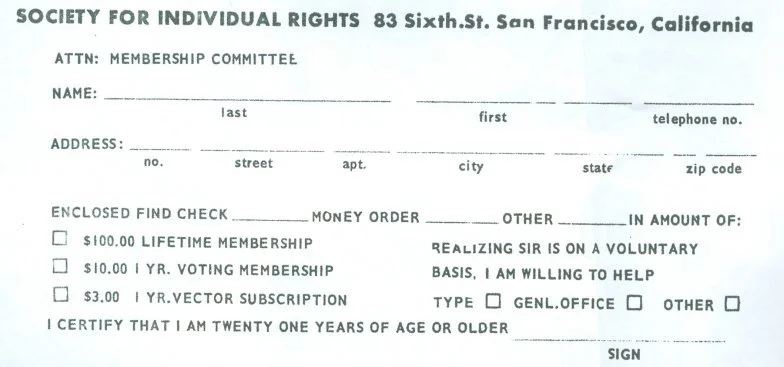 SOCIETY FOR INDIVIDUAL RIGHTS 83 Sixth.St. San Francisco, California
ATTN: MEMBERSHIP COMMITTEE
NAME:
last first telephone no.
ADDRESS:
no. street apt. city state zip code
ENCLOSED FIND CHECK MONEY ORDER OTHER IN AMOUNT OF:
$100.00 LIFETIME MEMBERSHIP
$10.00 1 YR. VOTING MEMBERSHIP
$3.00 1 YR.VECTOR SUBSCRIPTION
REALIZING SIR IS ON A VOLUNTARY
BASIS, I AM WILLING TO HELP
TYPE GENL.OFFICE OTHER
I CERTIFY THAT I AM TWENTY ONE YEARS OF AGE OR OLDER
SIGN